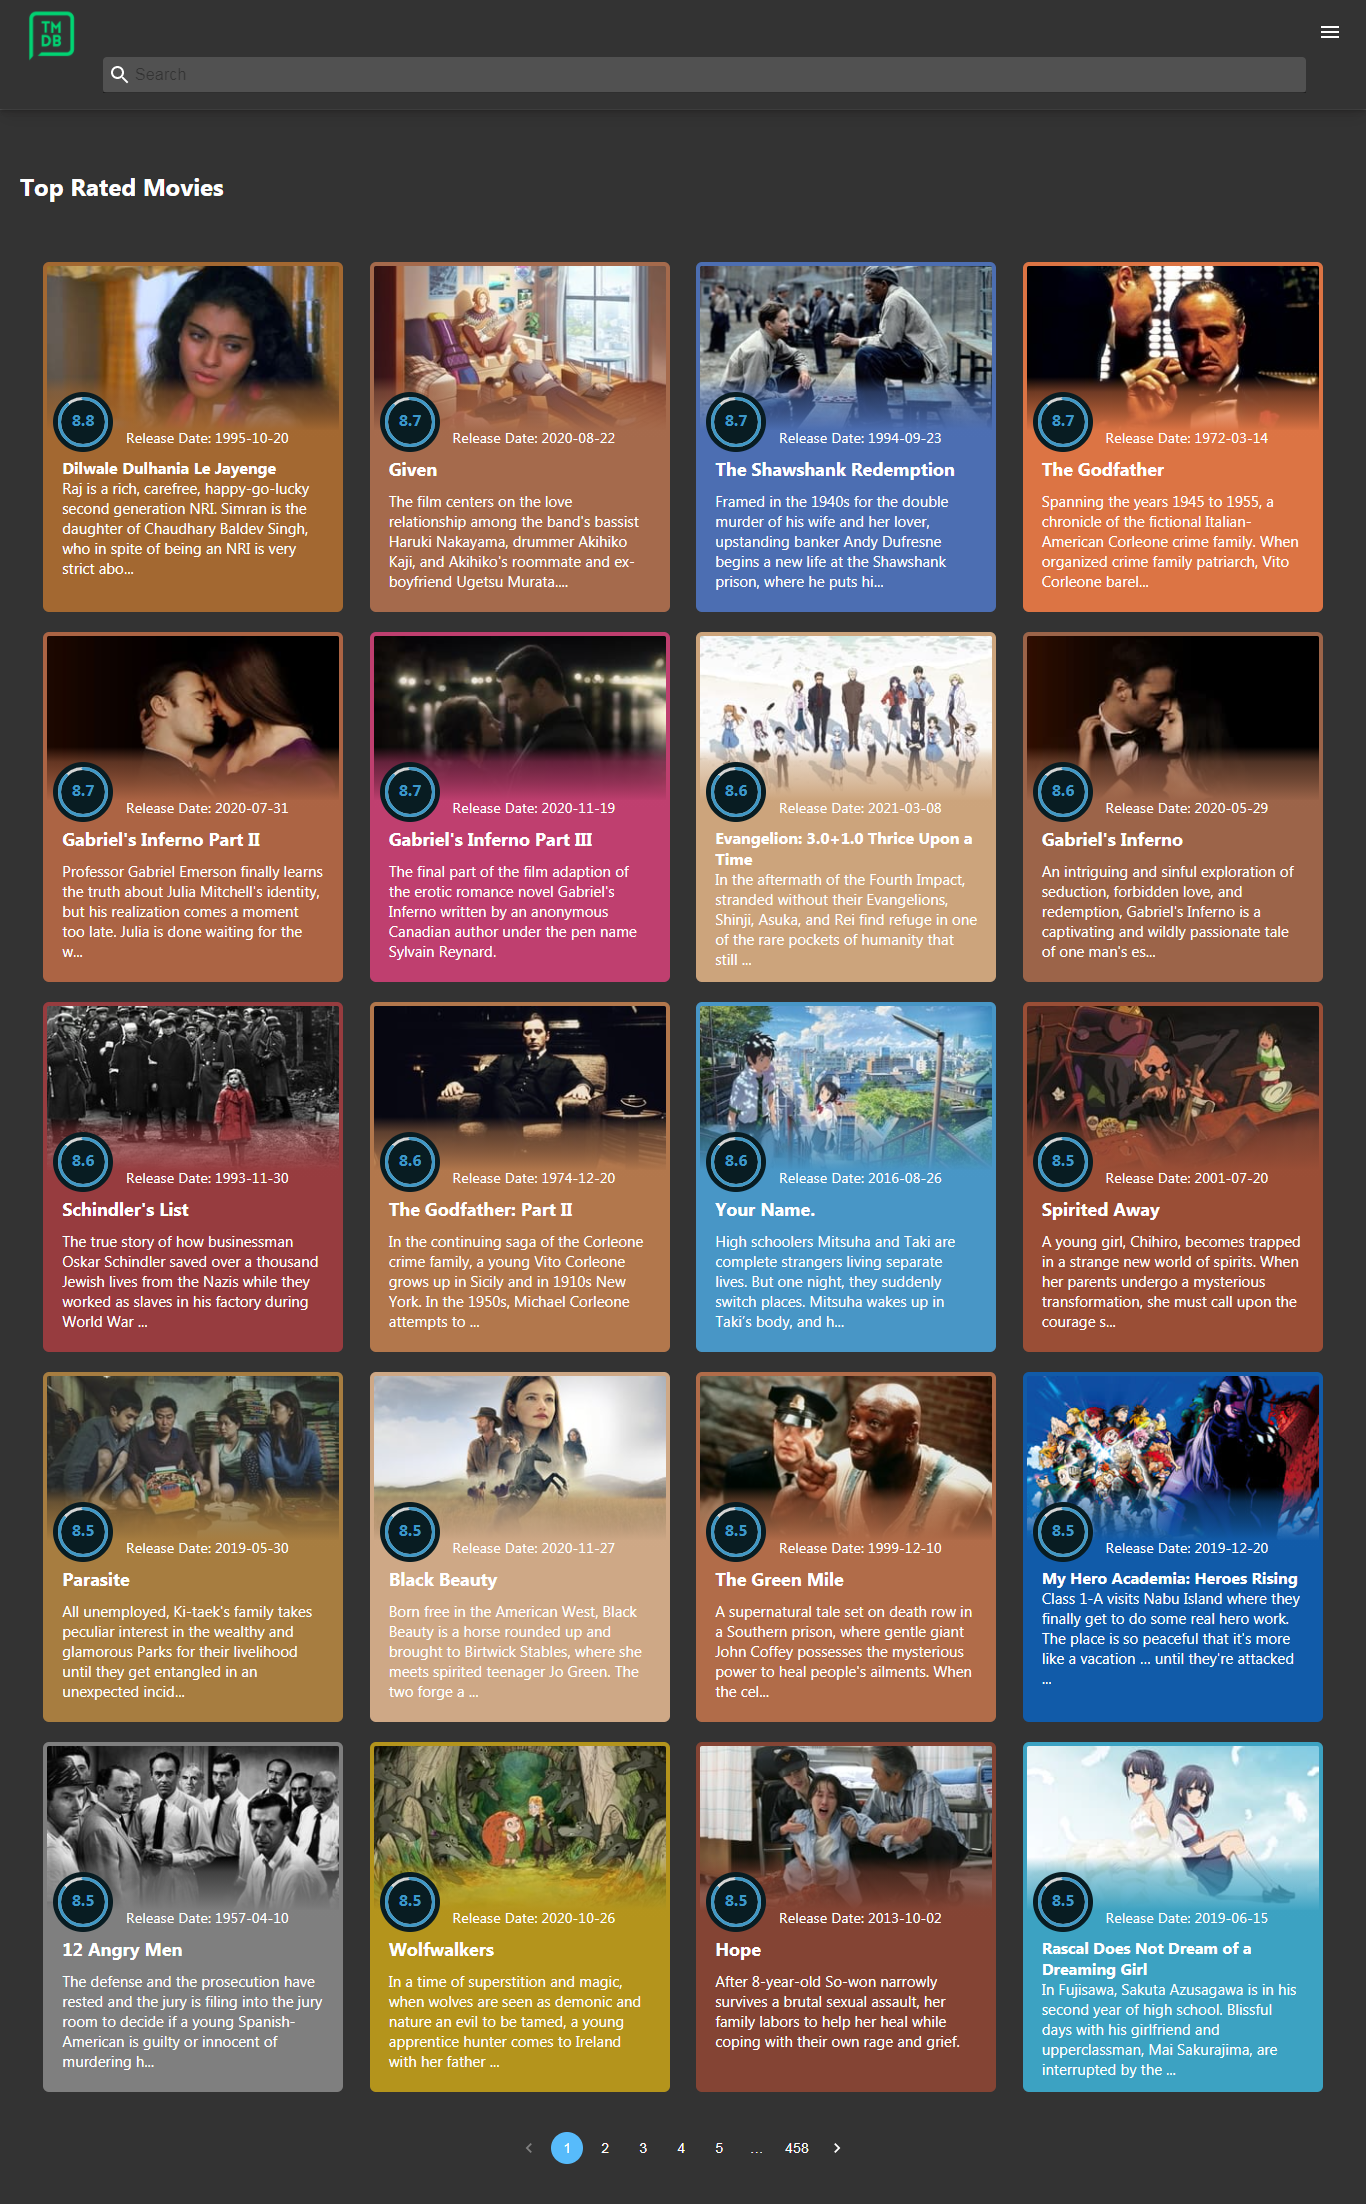 TM
DB
Search
Top Rated Movies
8.8
Release Date: 1995-10-20
Dilwale Dulhania Le Jayenge
Raj is a rich, carefree, happy-go-lucky
second generation NRI. Simran is the
daughter of Chaudhary Baldev Singh,
who in spite of being an NRI is very
strict abo...
8.7
Release Date: 2020-08-22
Given
The film centers on the love
relationship among the band's bassist
Haruki Nakayama, drummer Akihiko
Kaji, and Akihiko's roommate and ex-
boyfriend Ugetsu Murata....
8.7
Release Date: 1994-09-23
The Shawshank Redemption
Framed in the 1940s for the double
murder of his wife and her lover,
upstanding banker Andy Dufresne
begins a new life at the Shawshank
prison, where he puts hi...
8.7
Release Date: 1972-03-14
The Godfather
Spanning the years 1945 to 1955, a
chronicle of the fictional Italian-
American Corleone crime family. When
organized crime family patriarch, Vito
Corleone barel...
8.7
Release Date: 2020-07-31
Gabriel's Inferno Part II
Professor Gabriel Emerson finally learns
the truth about Julia Mitchell's identity,
but his realization comes a moment
too late. Julia is done waiting for the
w...
8.7
Release Date: 2020-11-19
Gabriel's Inferno Part III
The final part of the film adaption of
the erotic romance novel Gabriel's
Inferno written by an anonymous
Canadian author under the pen name
Sylvain Reynard.
8.6
Release Date: 2021-03-08
Evangelion: 3.0+1.0 Thrice Upon a
Time
In the aftermath of the Fourth Impact,
stranded without their Evangelions,
Shinji, Asuka, and Rei find refuge in one
of the rare pockets of humanity that
still ...
8.6
Release Date: 2020-05-29
Gabriel's Inferno
An intriguing and sinful exploration of
seduction, forbidden love, and
redemption, Gabriel's Inferno is a
captivating and wildly passionate tale
of one man's es...
8.6
Release Date: 1993-11-30
Schindler's List
The true story of how businessman
Oskar Schindler saved over a thousand
Jewish lives from the Nazis while they
worked as slaves in his factory during
World War ...
8.6
Release Date: 1974-12-20
The Godfather: Part II
In the continuing saga of the Corleone
crime family, a young Vito Corleone
grows up in Sicily and in 1910s New
York. In the 1950s, Michael Corleone
attempts to ...
8.6
Release Date: 2016-08-26
Your Name.
High schoolers Mitsuha and Taki are
complete strangers living separate
lives. But one night, they suddenly
switch places. Mitsuha wakes up in
Taki's body, and h...
8.5
Release Date: 2001-07-20
Spirited Away
A young girl, Chihiro, becomes trapped
in a strange new world of spirits. When
her parents undergo a mysterious
transformation, she must call upon the
courage s...
8.5
Release Date: 2019-05-30
Parasite
All unemployed, Ki-taek's family takes
peculiar interest in the wealthy and
glamorous Parks for their livelihood
until they get entangled in an
unexpected incid...
8.5
Release Date: 2020-11-27
Black Beauty
Born free in the American West, Black
Beauty is a horse rounded up and
brought to Birtwick Stables, where she
meets spirited teenager Jo Green. The
two forge a ...
8.5
Release Date: 1999-12-10
The Green Mile
A supernatural tale set on death row in
a Southern prison, where gentle giant
John Coffey possesses the mysterious
power to heal people's ailments. When
the cel...
8.5
Release Date: 2019-12-20
My Hero Academia: Heroes Rising
Class 1-A visits Nabu Island where they
finally get to do some real hero work.
The place is so peaceful that it's more
like a vacation ... until they're attacked
...
8.5
Release Date: 1957-04-10
12 Angry Men
The defense and the prosecution have
rested and the jury is filing into the jury
room to decide if a young Spanish-
American is guilty or innocent of
murdering h...
8.5
Release Date: 2020-10-26
Wolfwalkers
In a time of superstition and magic,
when wolves are seen as demonic and
nature an evil to be tamed, a young
apprentice hunter comes to Ireland
with her father ...
8.5
Release Date: 2013-10-02
Hope
After 8-year-old So-won narrowly
survives a brutal sexual assault, her
family labors to help her heal while
coping with their own rage and grief.
8.5
Release Date: 2019-06-15
Rascal Does Not Dream of a
Dreaming Girl
In Fujisawa, Sakuta Azusagawa is in his
second year of high school. Blissful
days with his girlfriend and
upperclassman, Mai Sakurajima, are
interrupted by the ...
1 2 3 4 5 ... 458